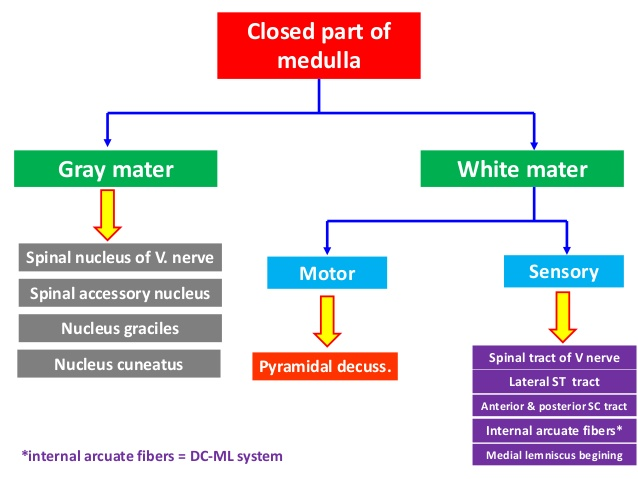 Closed part of
medulla
Gray mater
White mater
Spinal nucleus of V. nerve
Spinal accessory nucleus
Nucleus graciles
Nucleus cuneatus
Motor
Sensory
Pyramidal decuss.
Spinal tract of V nerve
Lateral ST tract
Anterior & posterior SC tract
Internal arcuate fibers*
Medial lemniscus begining
*internal arcuate fibers = DC-ML system